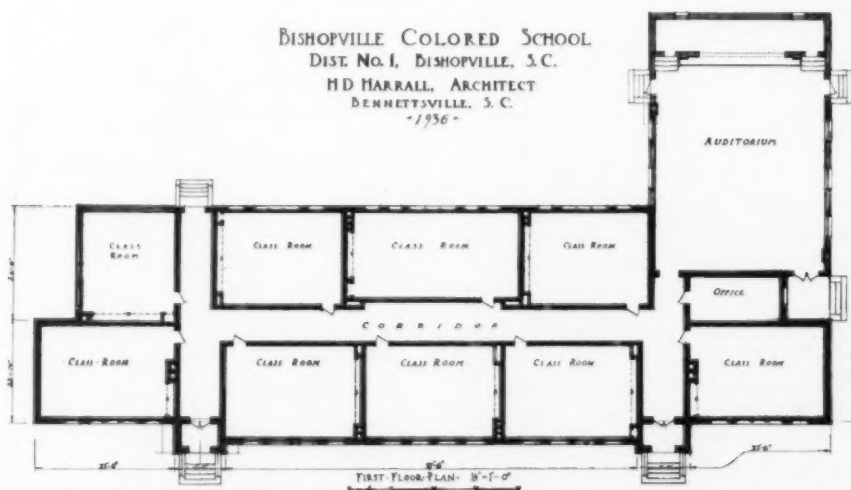 BISHOPVILLE COLORED SCHOOL
DIST. NO. 1, BISHOPVILLE, S.C.
H D HARRALL, ARCHITECT
BENNETTSVILLE, S.C.
-1936-
AUDITORIUM
CLASS
ROOM
CLASS ROOM
CLASS ROOM
CLASS ROOM
OFFICE
CORRIDOR
CLASS-ROOM
CLASS ROOM
CLASS ROOM
CLASS ROOM
CLASS ROOM
FIRST-FLOOR-PLAN-